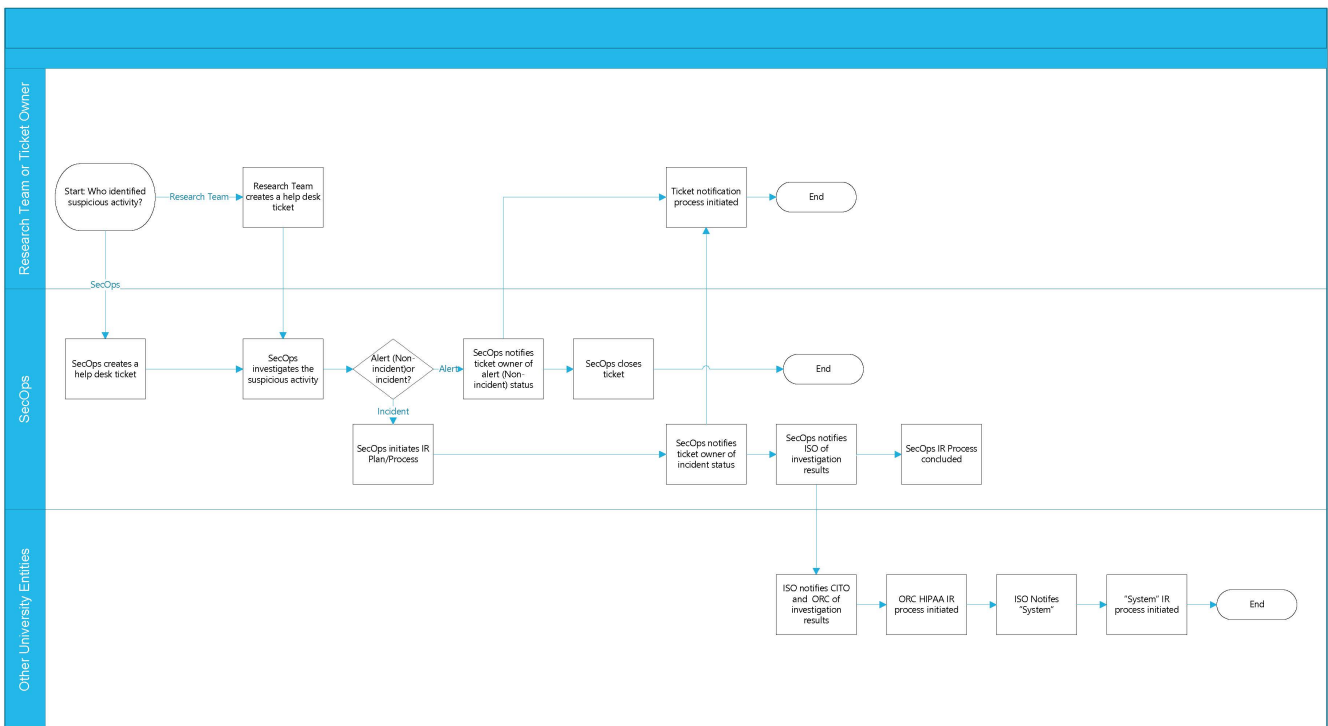 Research Team or Ticket Owner
Start: Who identified
suspicious activity?
Research Team
Research Team
creates a help desk
ticket
Ticket notification
process initiated
End
SecOps
SecOps
SecOps creates a
help desk ticket
SecOps
investigates the
suspicious activity
Alert (Non-
incident)or
incident?
Alert
SecOps notifies
ticket owner of
alert (Non-
incident) status
SecOps closes
ticket
End
Incident
SecOps initiates IR
Plan/Process
SecOps notifies
ticket owner of
incident status
SecOps notifies
ISO of
investigation
results
SecOps IR Process
concluded
Other University Entities
ISO notifies CITO
and ORC of
investigation
results
ORC HIPAA IR
process initiated
ISO Notifes
"System"
"System" IR
process initiated
End